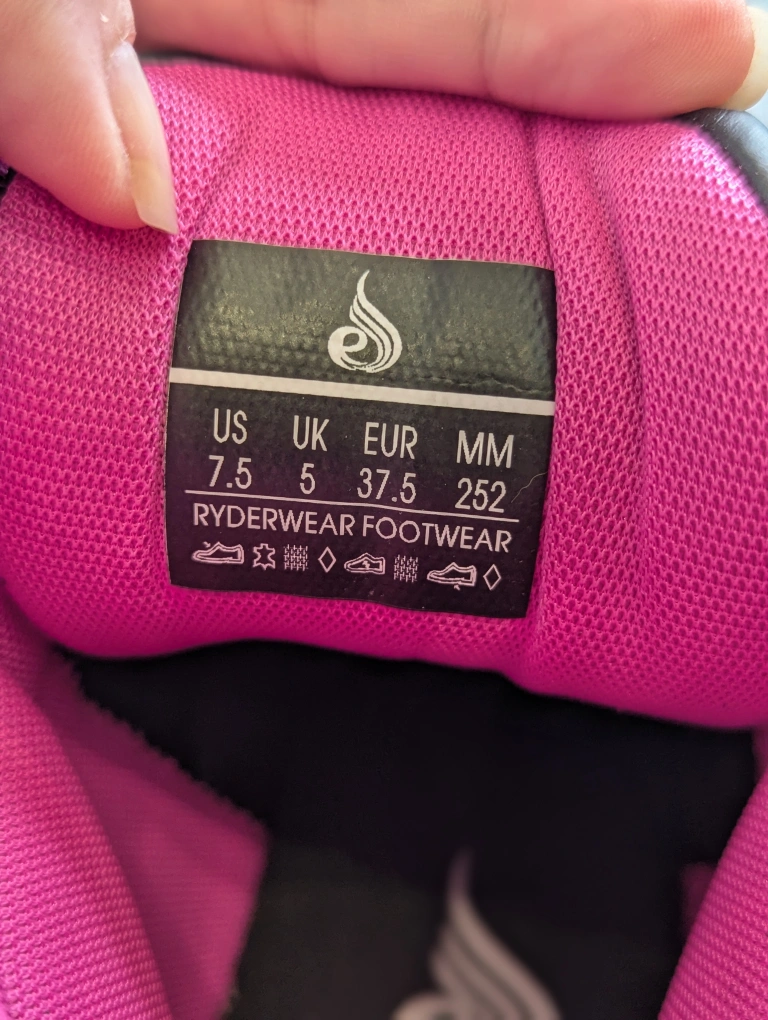 US UK EUR MM
7.5 5 37.5 252
RYDERWEAR FOOTWEAR